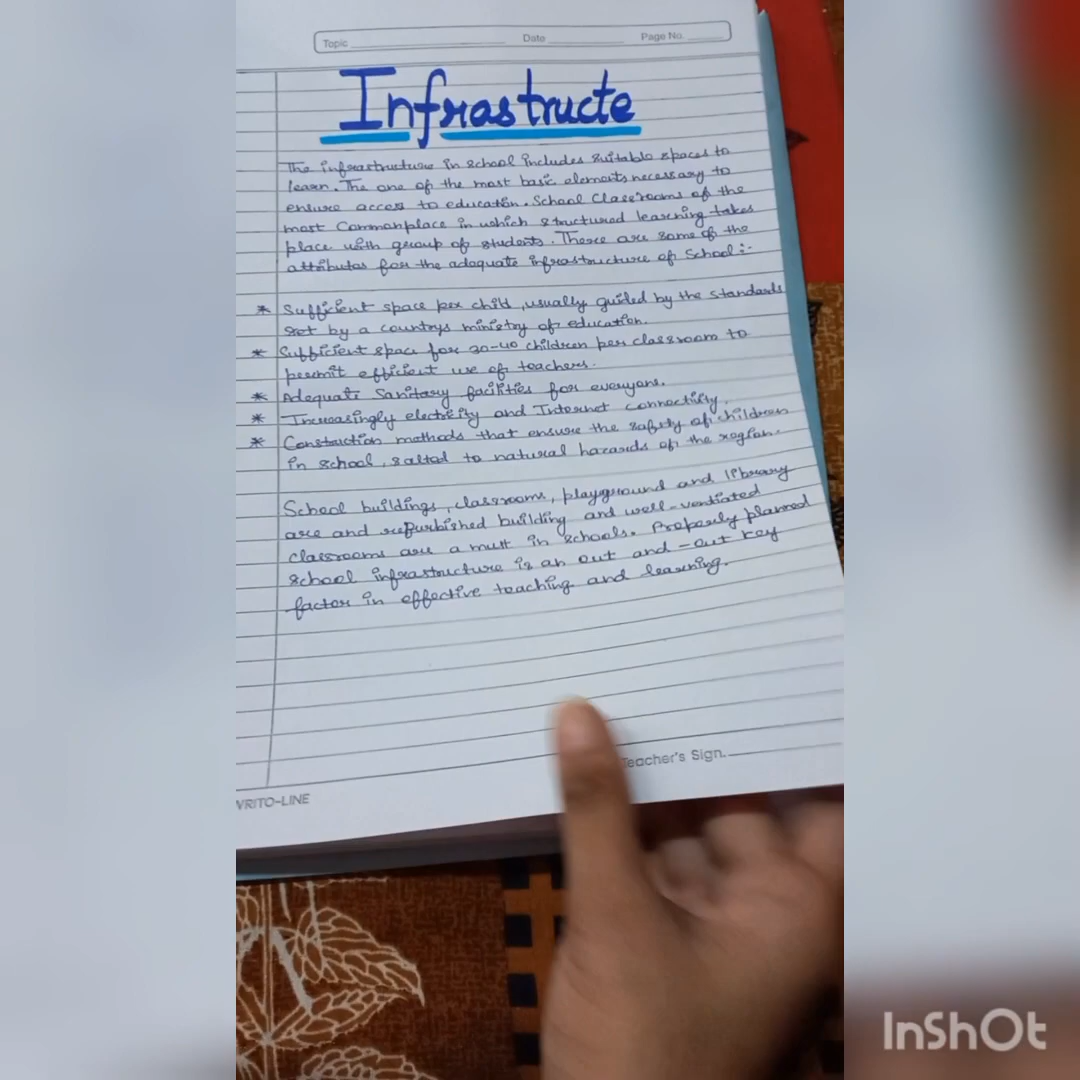 Topic Date Page No.
Infrastructe
The infrastructure in school includes suitable spaces to
learn. The one of the most basic elements necessary to
ensure access to education. School Classrooms of the
most Commonplace in which structured learning takes
place with group of students. There are some of the
attributas for the adequate infrastructure of School:-
* Sufficient space per child, usually guided by the standards
set by a countrys ministry of education.
* Sufficient space for 30-40 children per classroom to
permit efficient use of teachers.
* Adequate Sanitary facilities for everyone.
* Increasingly electricity and Internet connectivity.
* Construction methods that ensure the safety of children
in school, salted to natural hazards of the region.
School buildings, classrooms, playground and library
are and refurbished building and well-ventiated
classrooms are a must in schools. Properly planned
school infrastructure is an out and-out key
factor in effective teaching and learning.
Teacher's Sign.
WRITO-LINE
InShOt